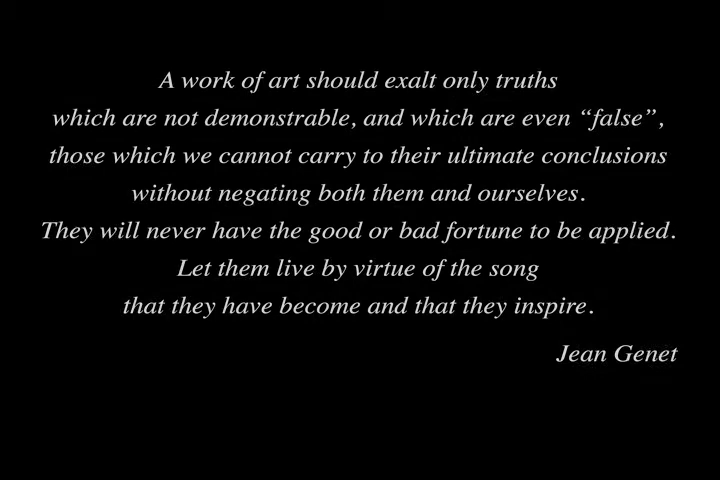 A work of art should exalt only truths
which are not demonstrable, and which are even “false”,
those which we cannot carry to their ultimate conclusions
without negating both them and ourselves.
They will never have the good or bad fortune to be applied.
Let them live by virtue of the song
that they have become and that they inspire.
Jean Genet